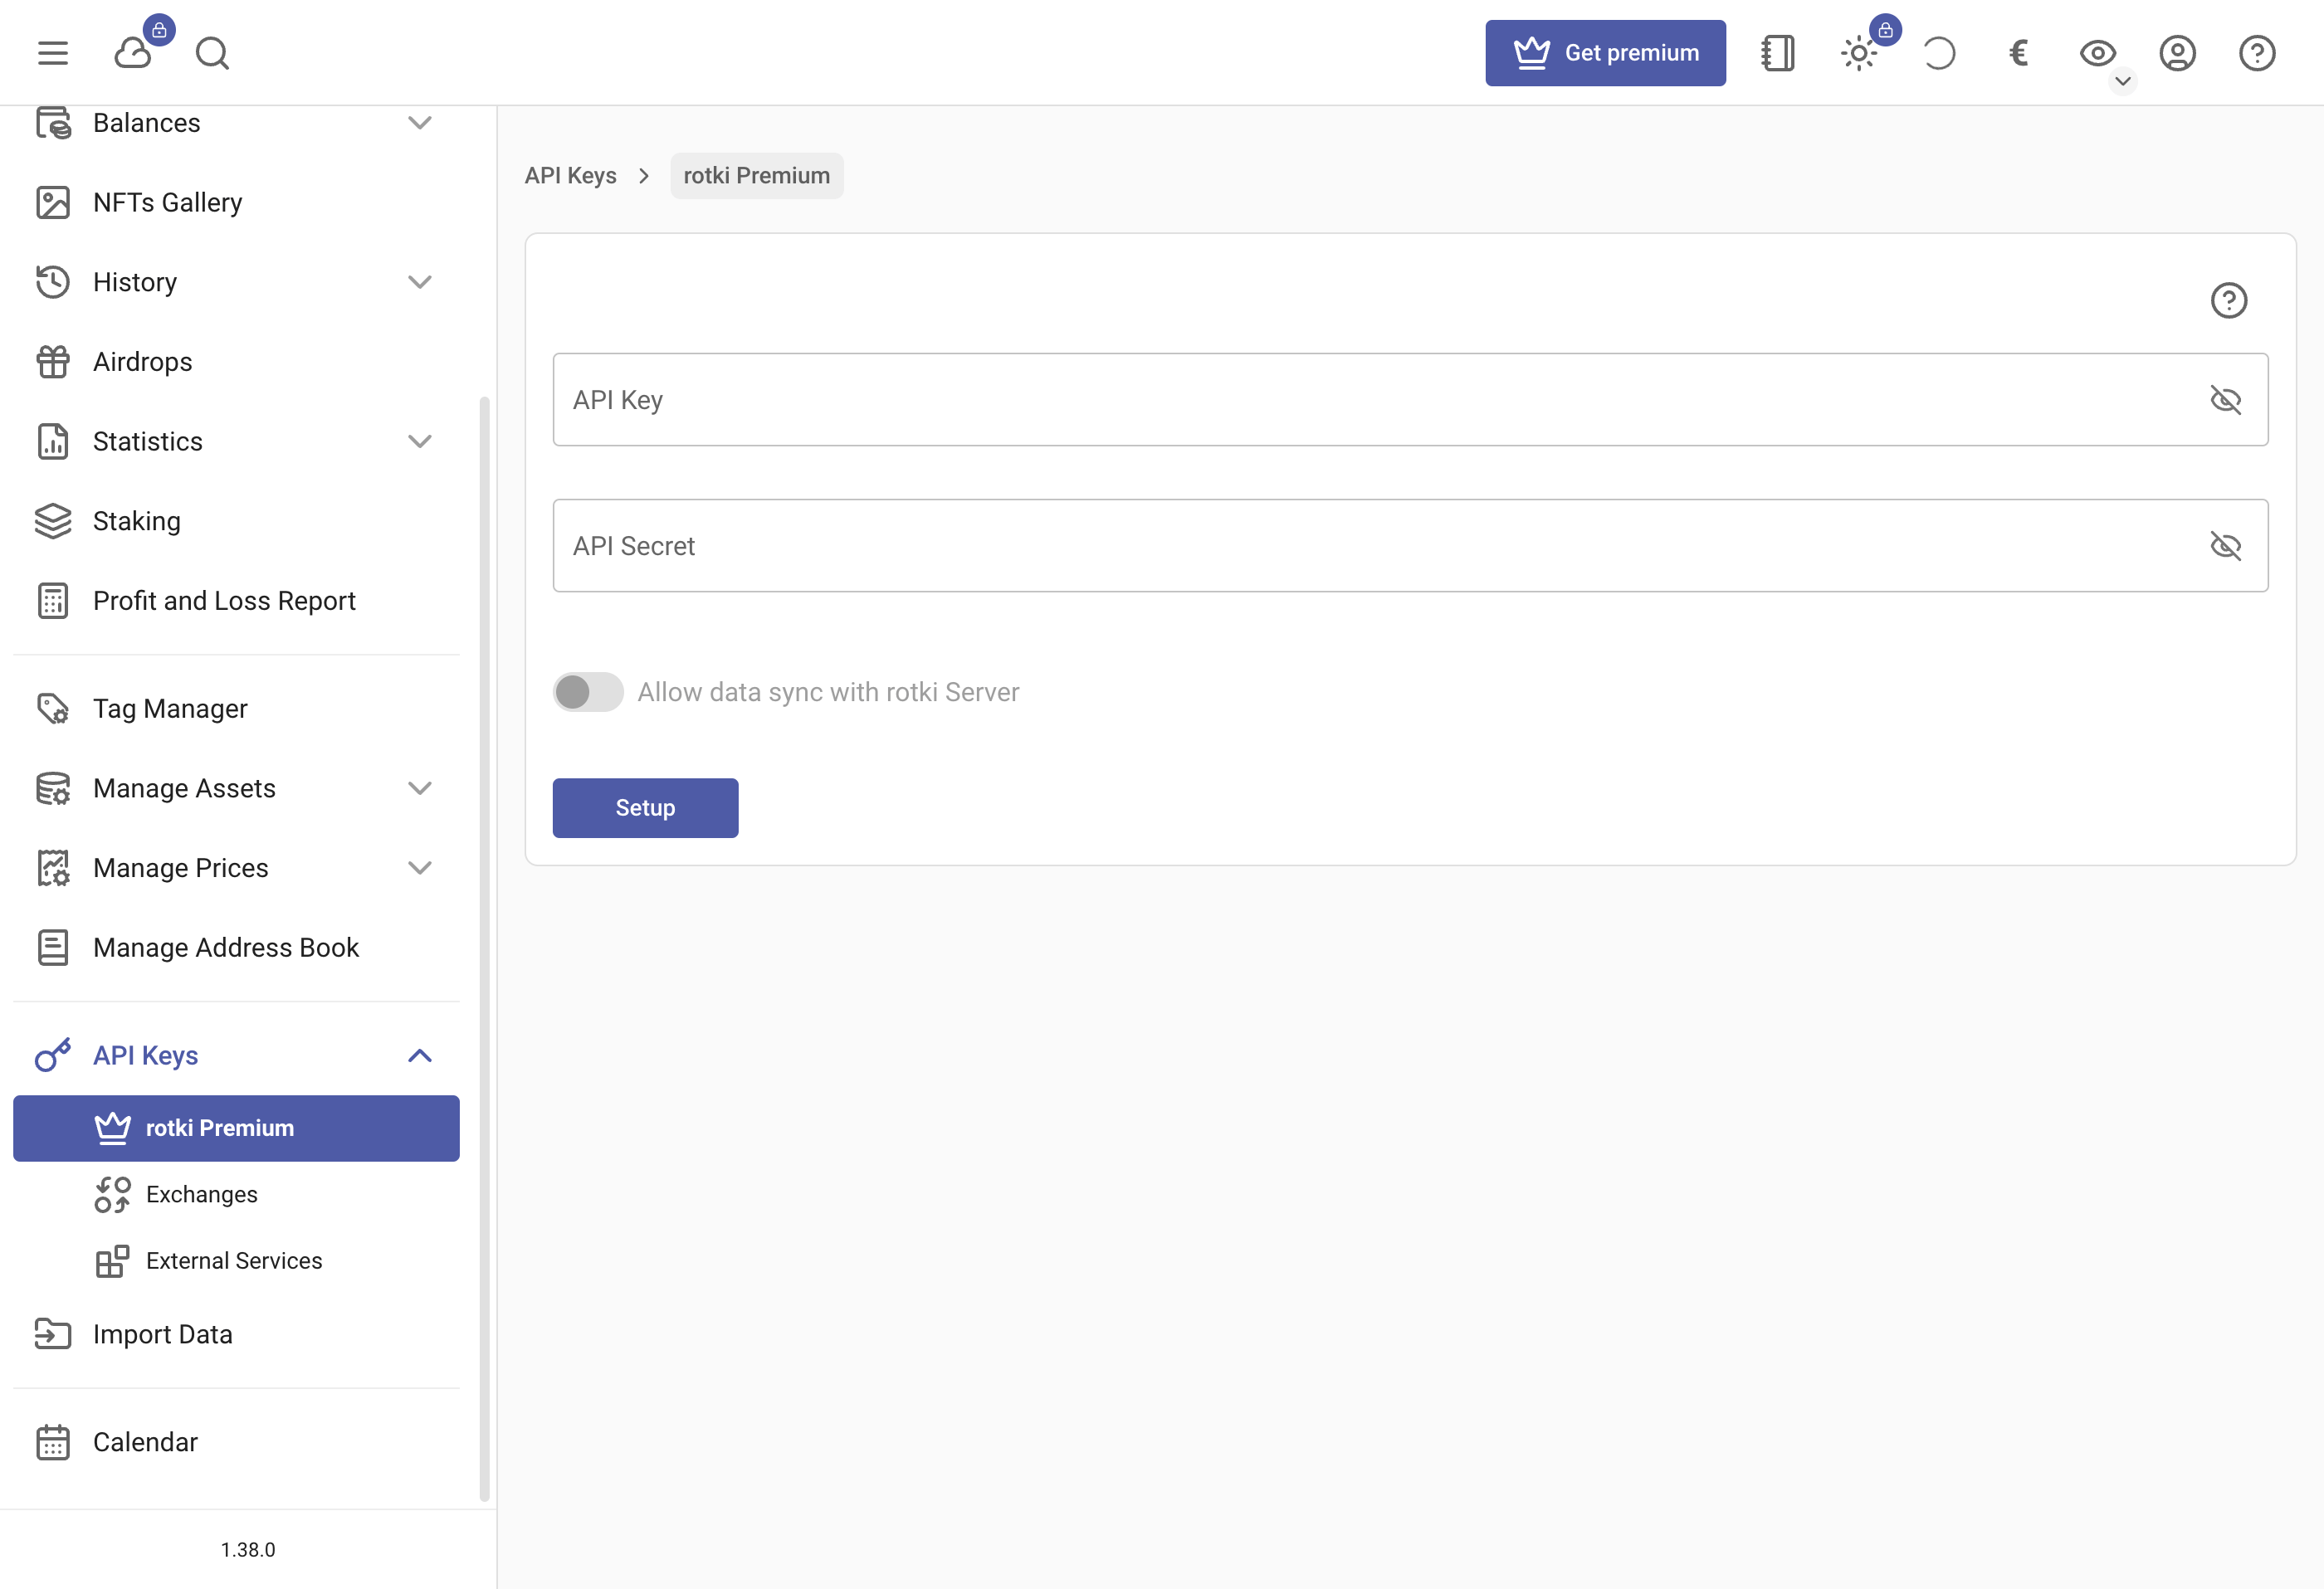 Get premium
€
Balances
NFTs Gallery
History
Airdrops
Statistics
Staking
Profit and Loss Report
Tag Manager
Manage Assets
Manage Prices
Manage Address Book
API Keys
rotki Premium
Exchanges
External Services
Import Data
Calendar
1.38.0
API Keys > rotki Premium
API Key
API Secret
Allow data sync with rotki Server
Setup